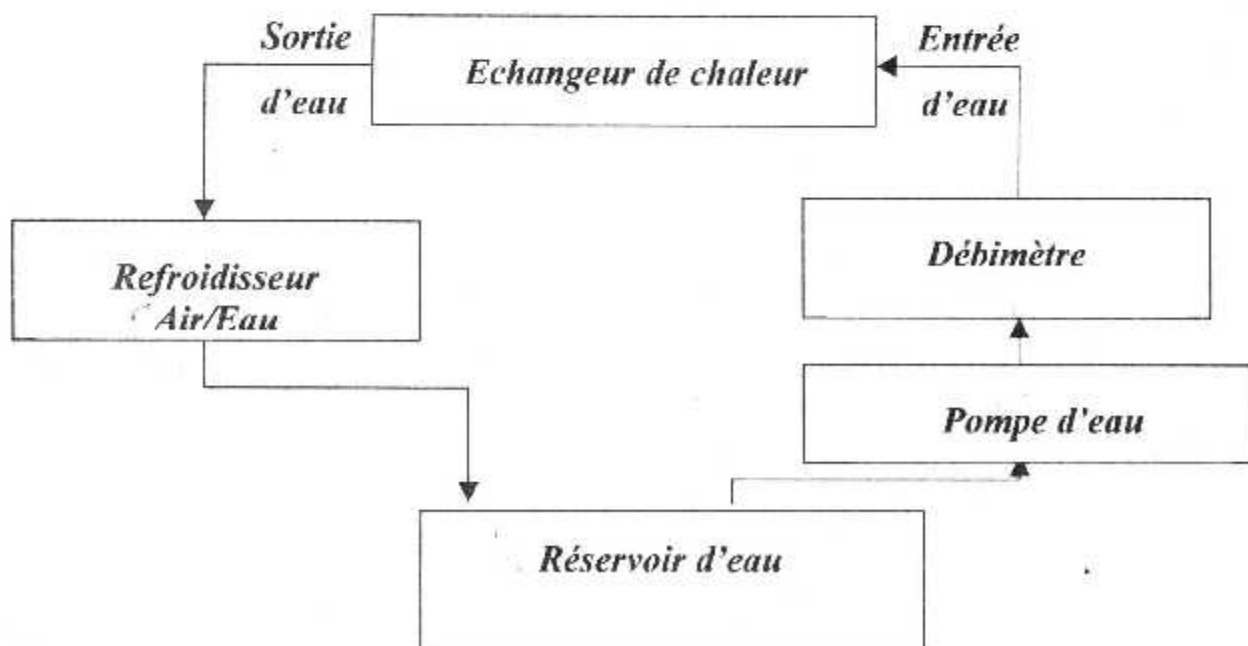 Sortie
d'eau
Echangeur de chaleur
Entrée
d'eau
Refroidisseur
Air/Eau
Débimètre
Pompe d'eau
Réservoir d'eau